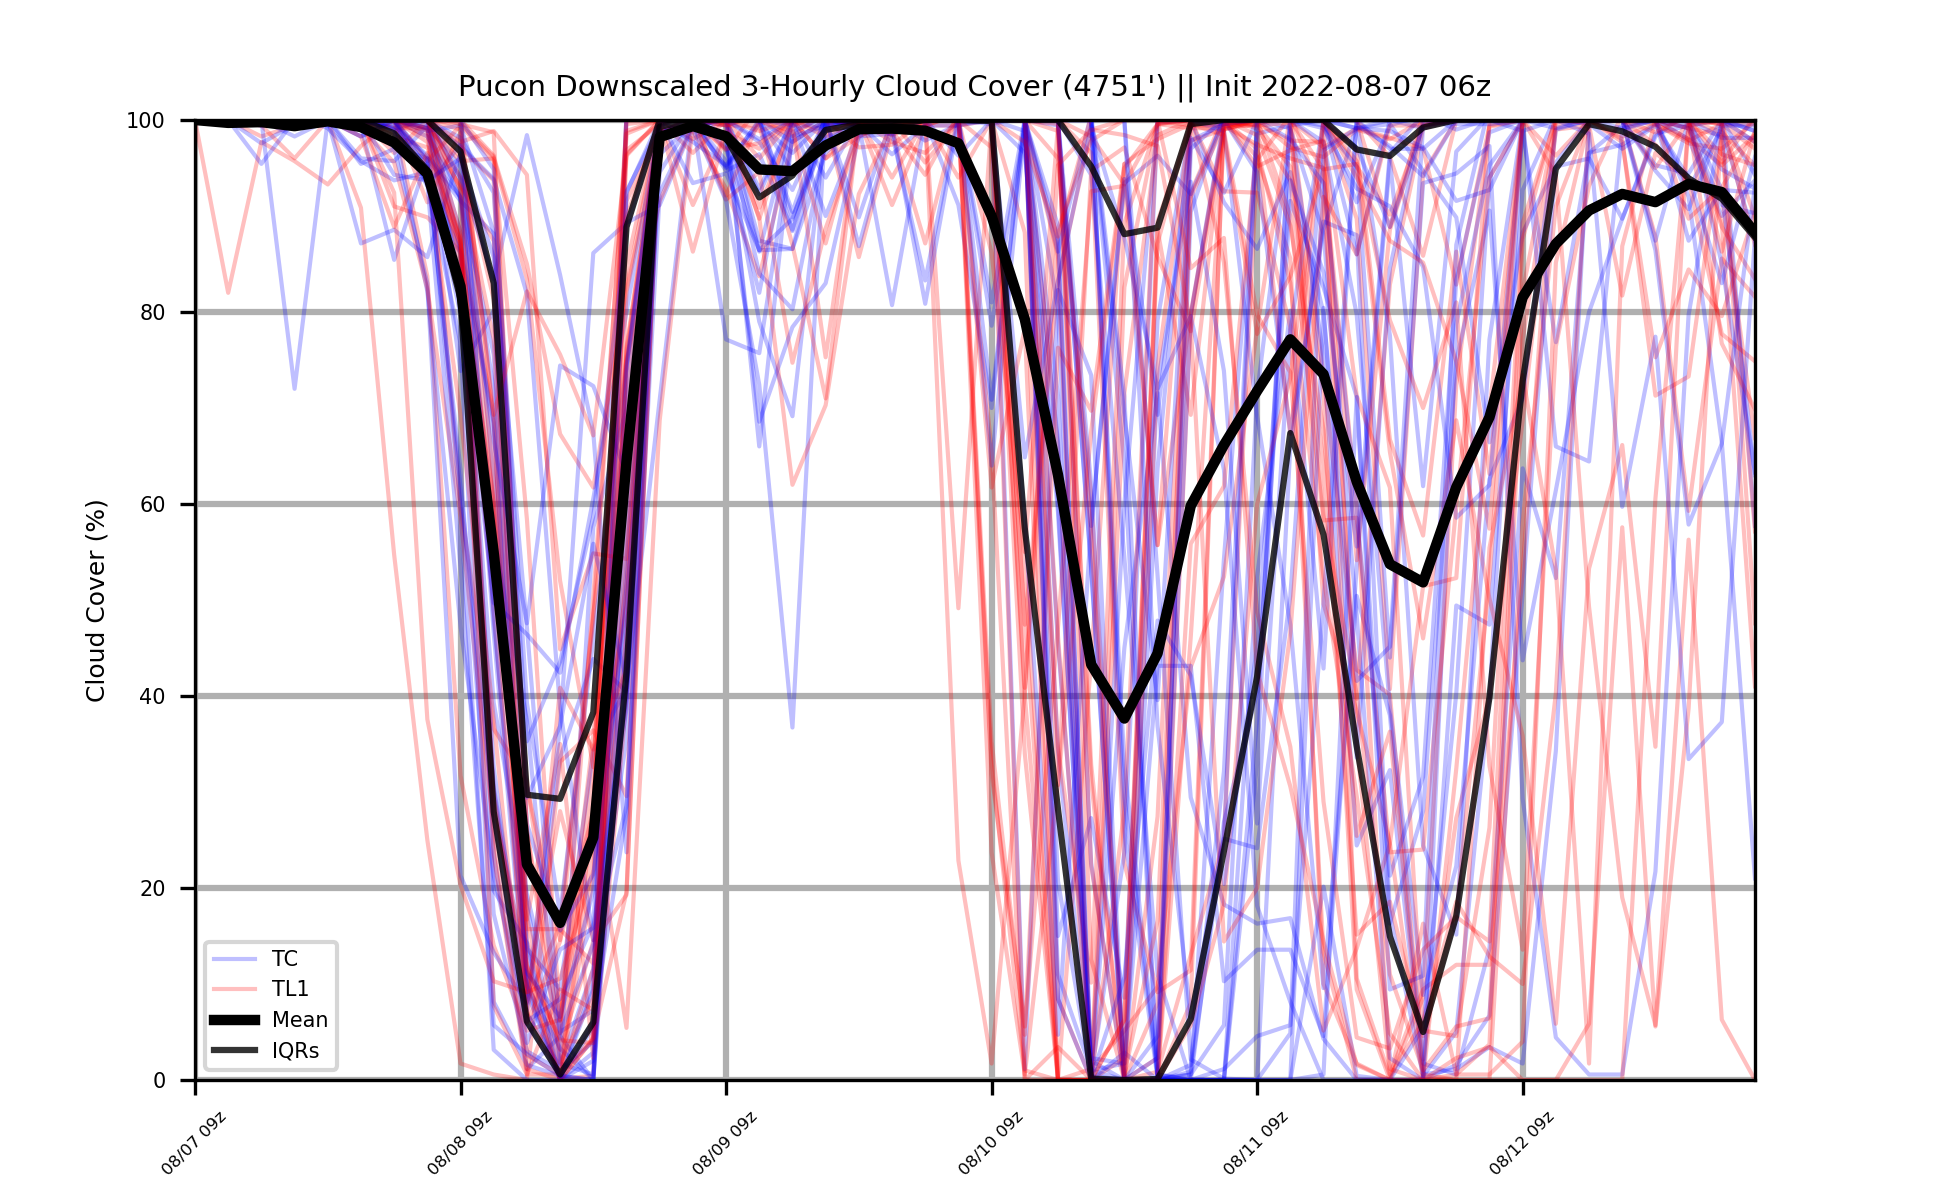 Pucon Downscaled 3-Hourly Cloud Cover (4751') || Init 2022-08-07 06z
Cloud Cover (%)
100
80
60
40
20
0
TC
TL1
Mean
IQRs
08/07 09z
08/08 09z
08/09 09z
08/10 09z
08/11 09z
08/12 09z